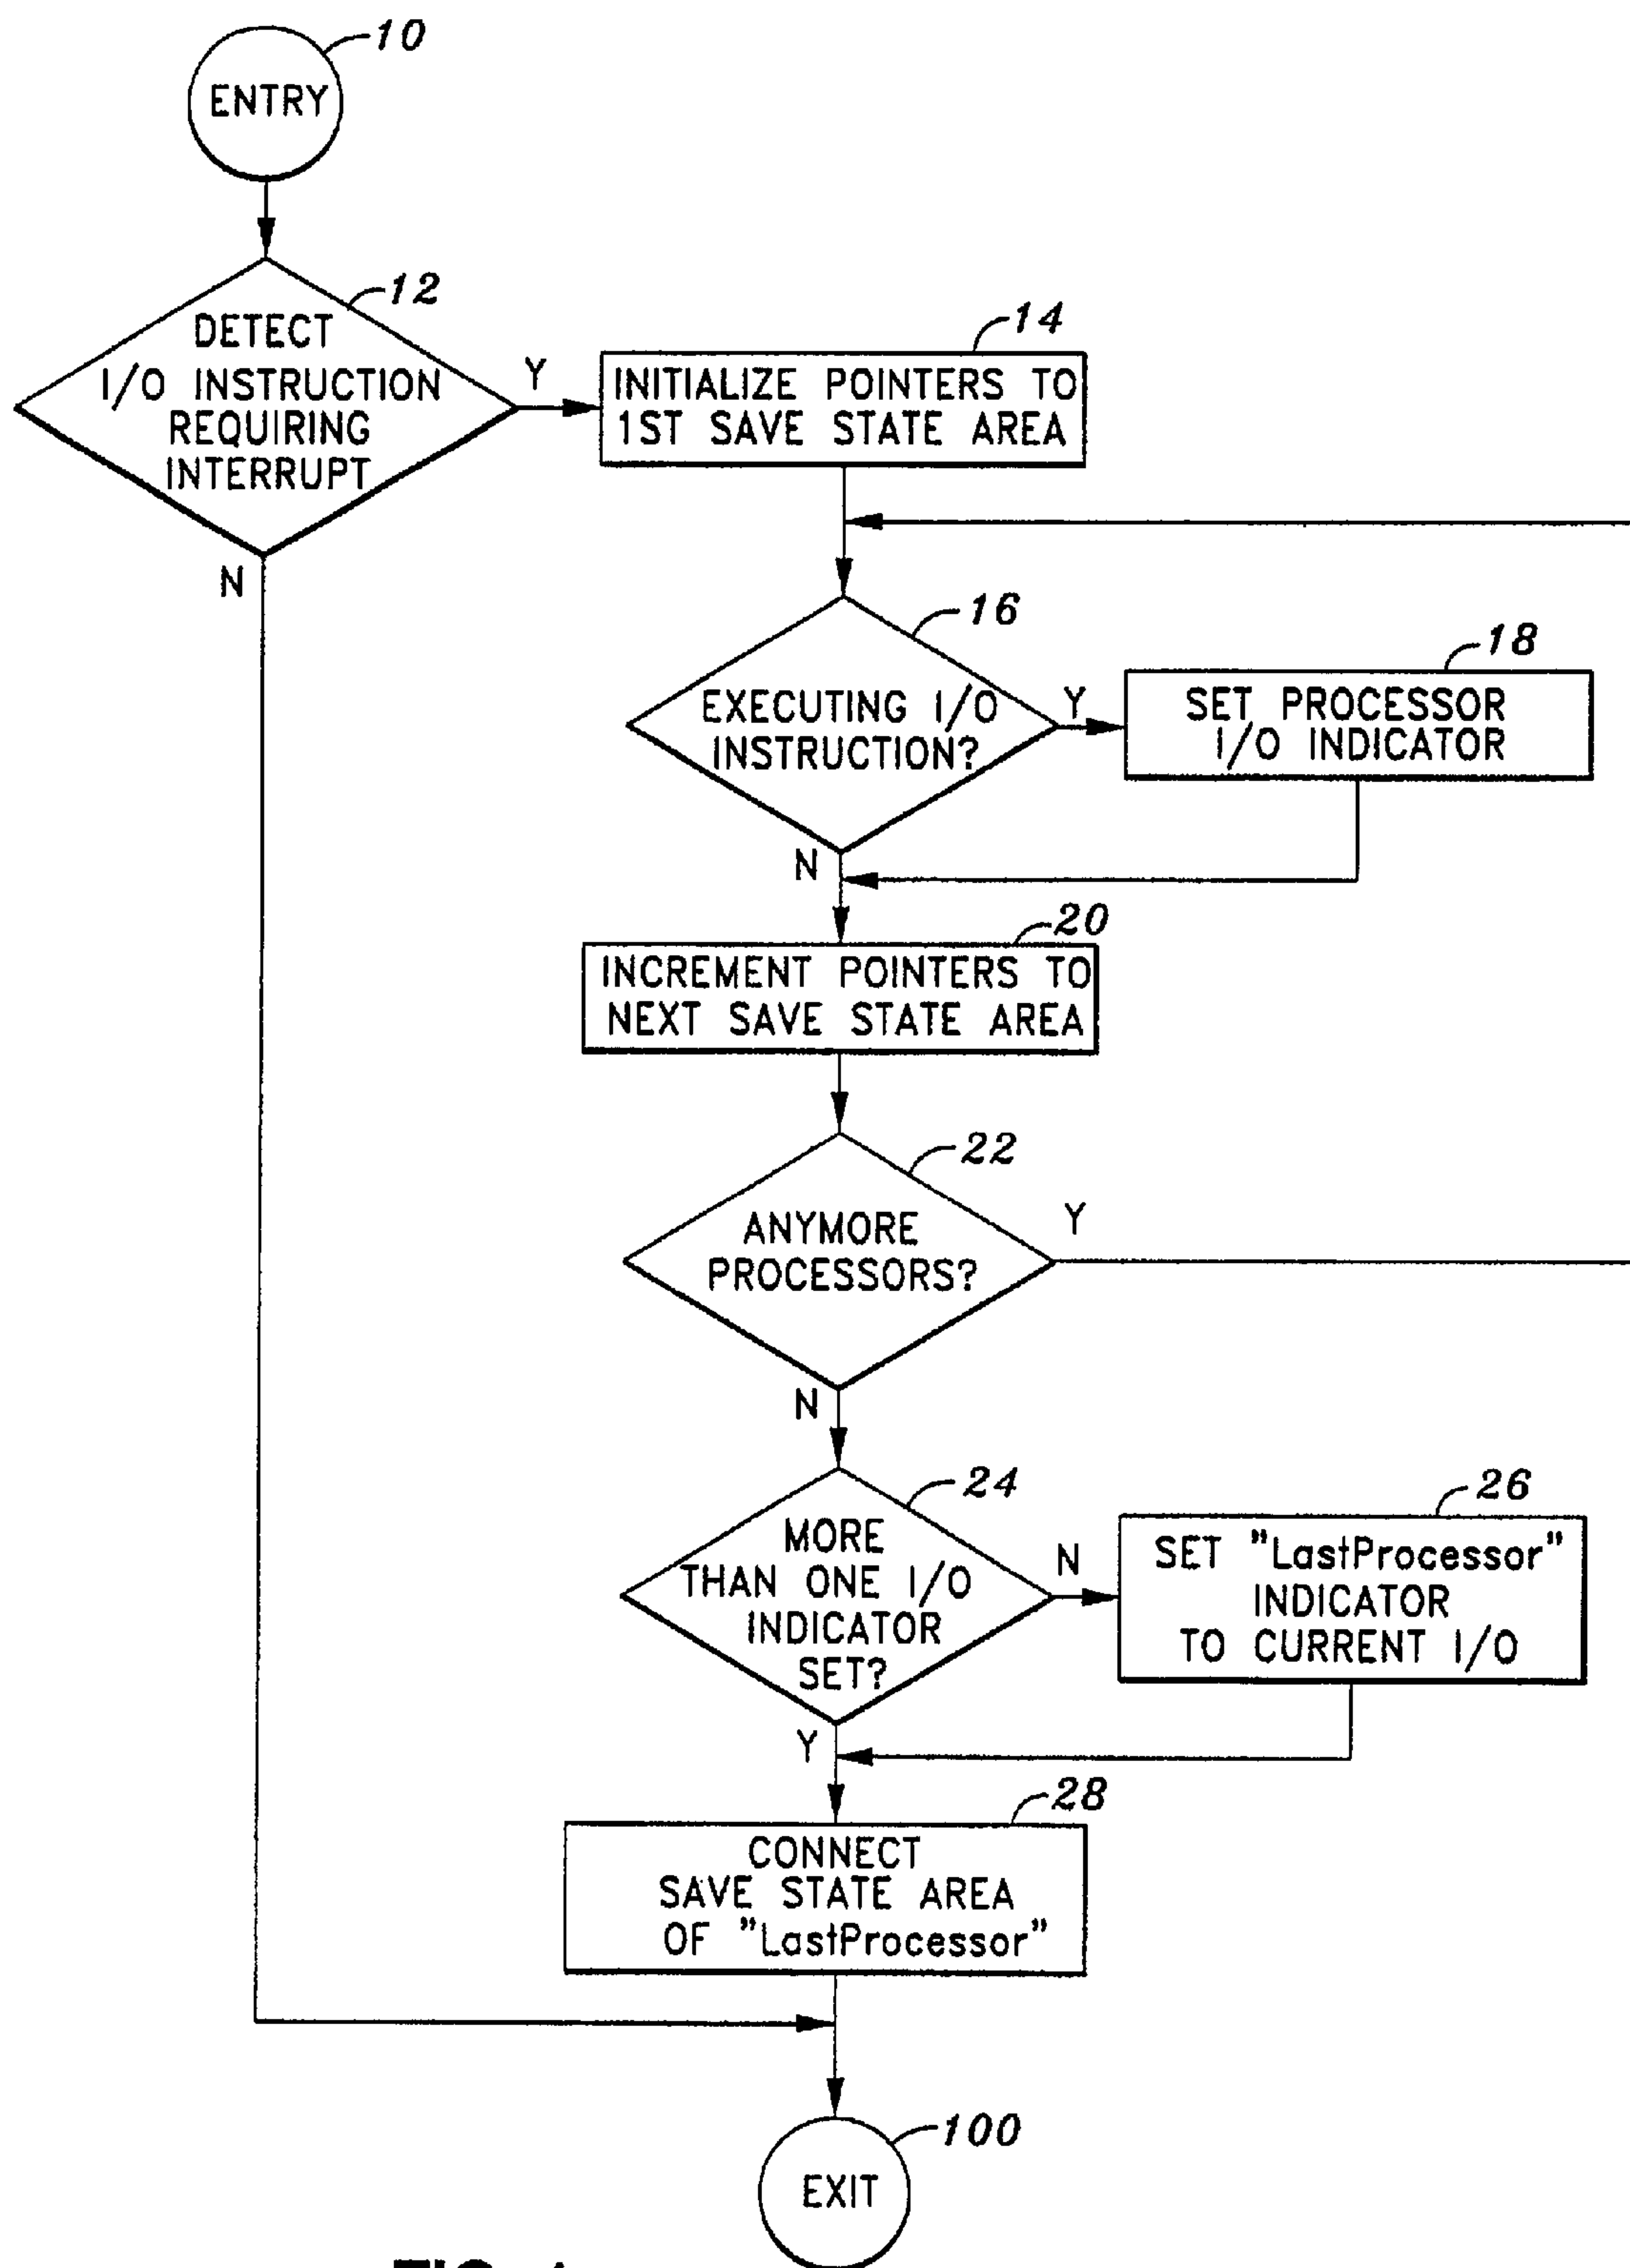 10
ENTRY
12
DETECT
I/O INSTRUCTION
REQUIRING
INTERRUPT
Y
N
14
INITIALIZE POINTERS TO
1ST SAVE STATE AREA
16
EXECUTING I/O
INSTRUCTION?
Y
N
18
SET PROCESSOR
I/O INDICATOR
20
INCREMENT POINTERS TO
NEXT SAVE STATE AREA
22
ANYMORE
PROCESSORS?
Y
N
24
MORE
THAN ONE I/O
INDICATOR
SET?
N
Y
26
SET "LastProcessor"
INDICATOR
TO CURRENT I/O
28
CONNECT
SAVE STATE AREA
OF "LastProcessor"
100
EXIT